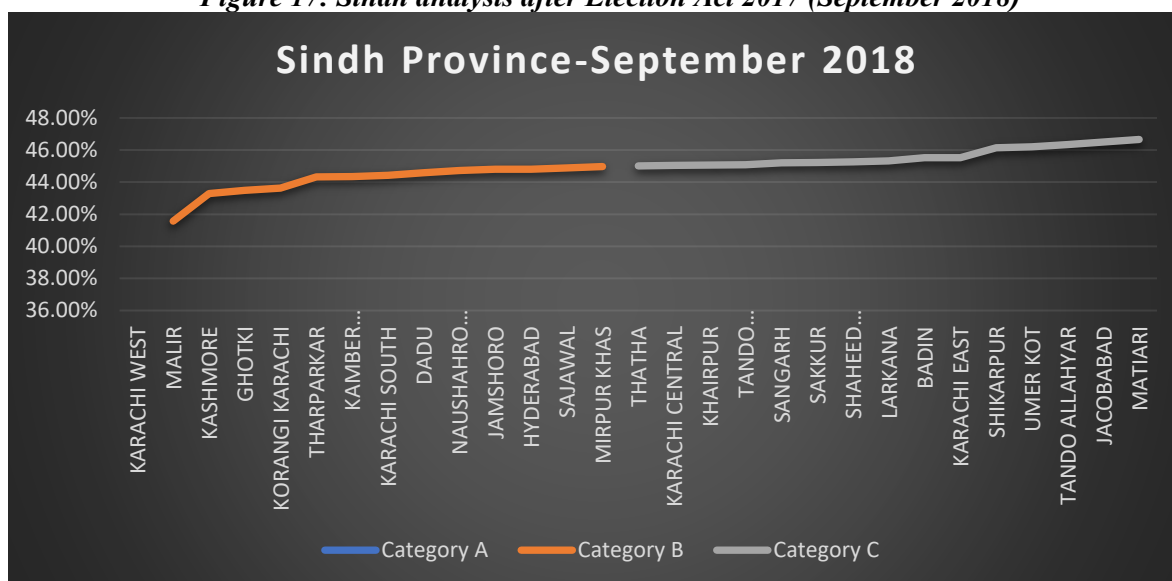 Figure 17: Sindh analysis after Election Act 2017 (September 2018)
Sindh Province-September 2018
48.00%
46.00%
44.00%
42.00%
40.00%
38.00%
36.00%
KARACHI WEST
MALIR
KASHMORE
GHOTKI
KORANGI KARACHI
THARPARKAR
KAMBER...
KARACHI SOUTH
DADU
NAUSHAHRO...
JAMSHORO
HYDERABAD
SAJAWAL
MIRPUR KHAS
THATHA
KARACHI CENTRAL
KHAIRPUR
TANDO...
SANGARH
SAKKUR
SHAHEED...
LARKANA
BADIN
KARACHI EAST
SHIKARPUR
UMER KOT
TANDO ALLAHYAR
JACOBABAD
MATIARI
Category A
Category B
Category C